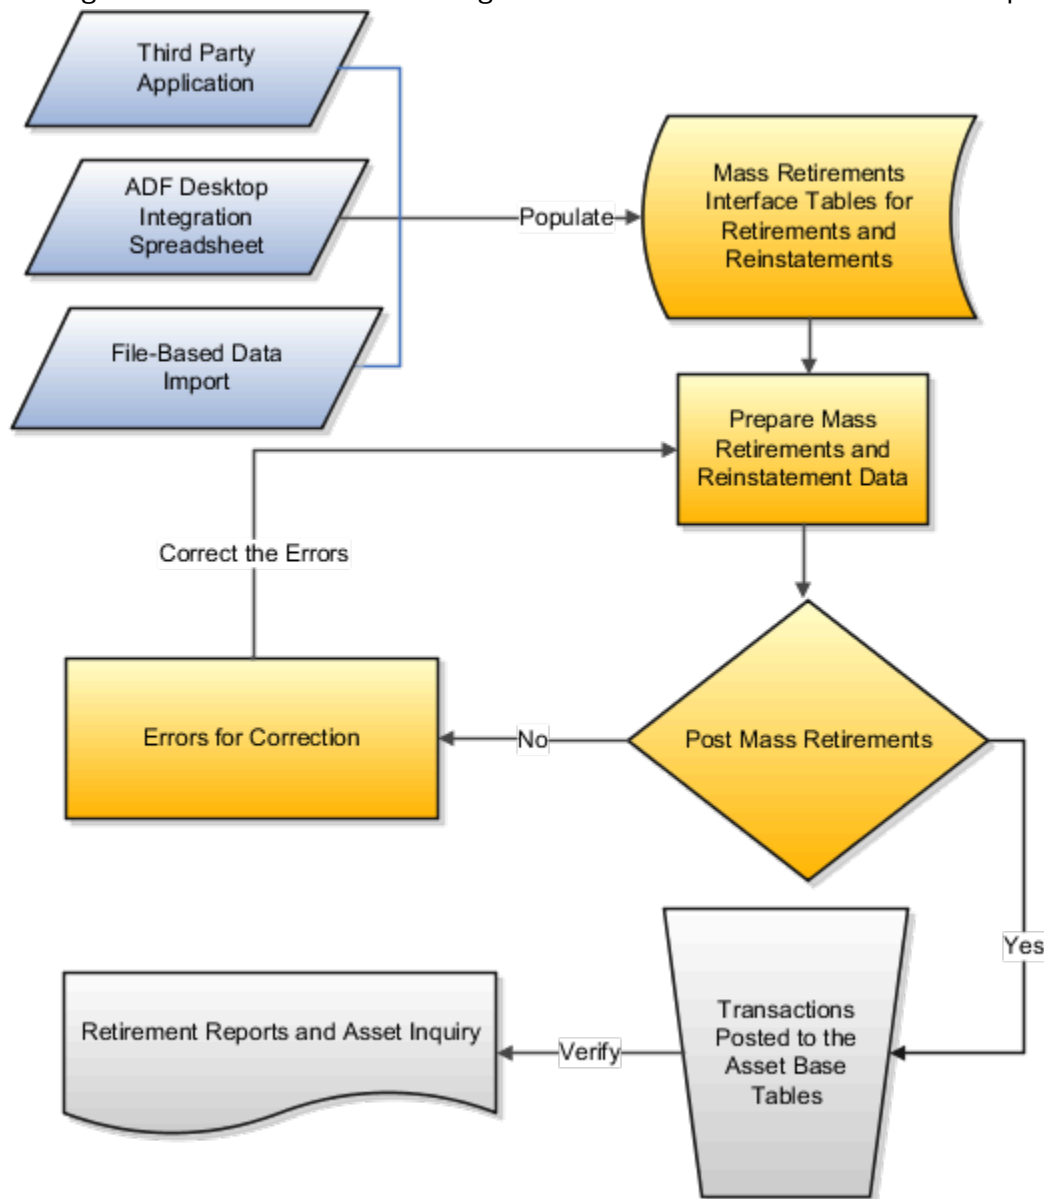 Third Party
Application
ADF Desktop
Integration
Spreadsheet
Populate
Mass Retirements
Interface Tables for
Retirements and
Reinstatements
File-Based Data
Import
Prepare Mass
Retirements and
Reinstatement Data
Correct the Errors
Errors for Correction
No
Post Mass Retirements
Yes
Transactions
Posted to the
Asset Base
Tables
Verify
Retirement Reports and Asset Inquiry